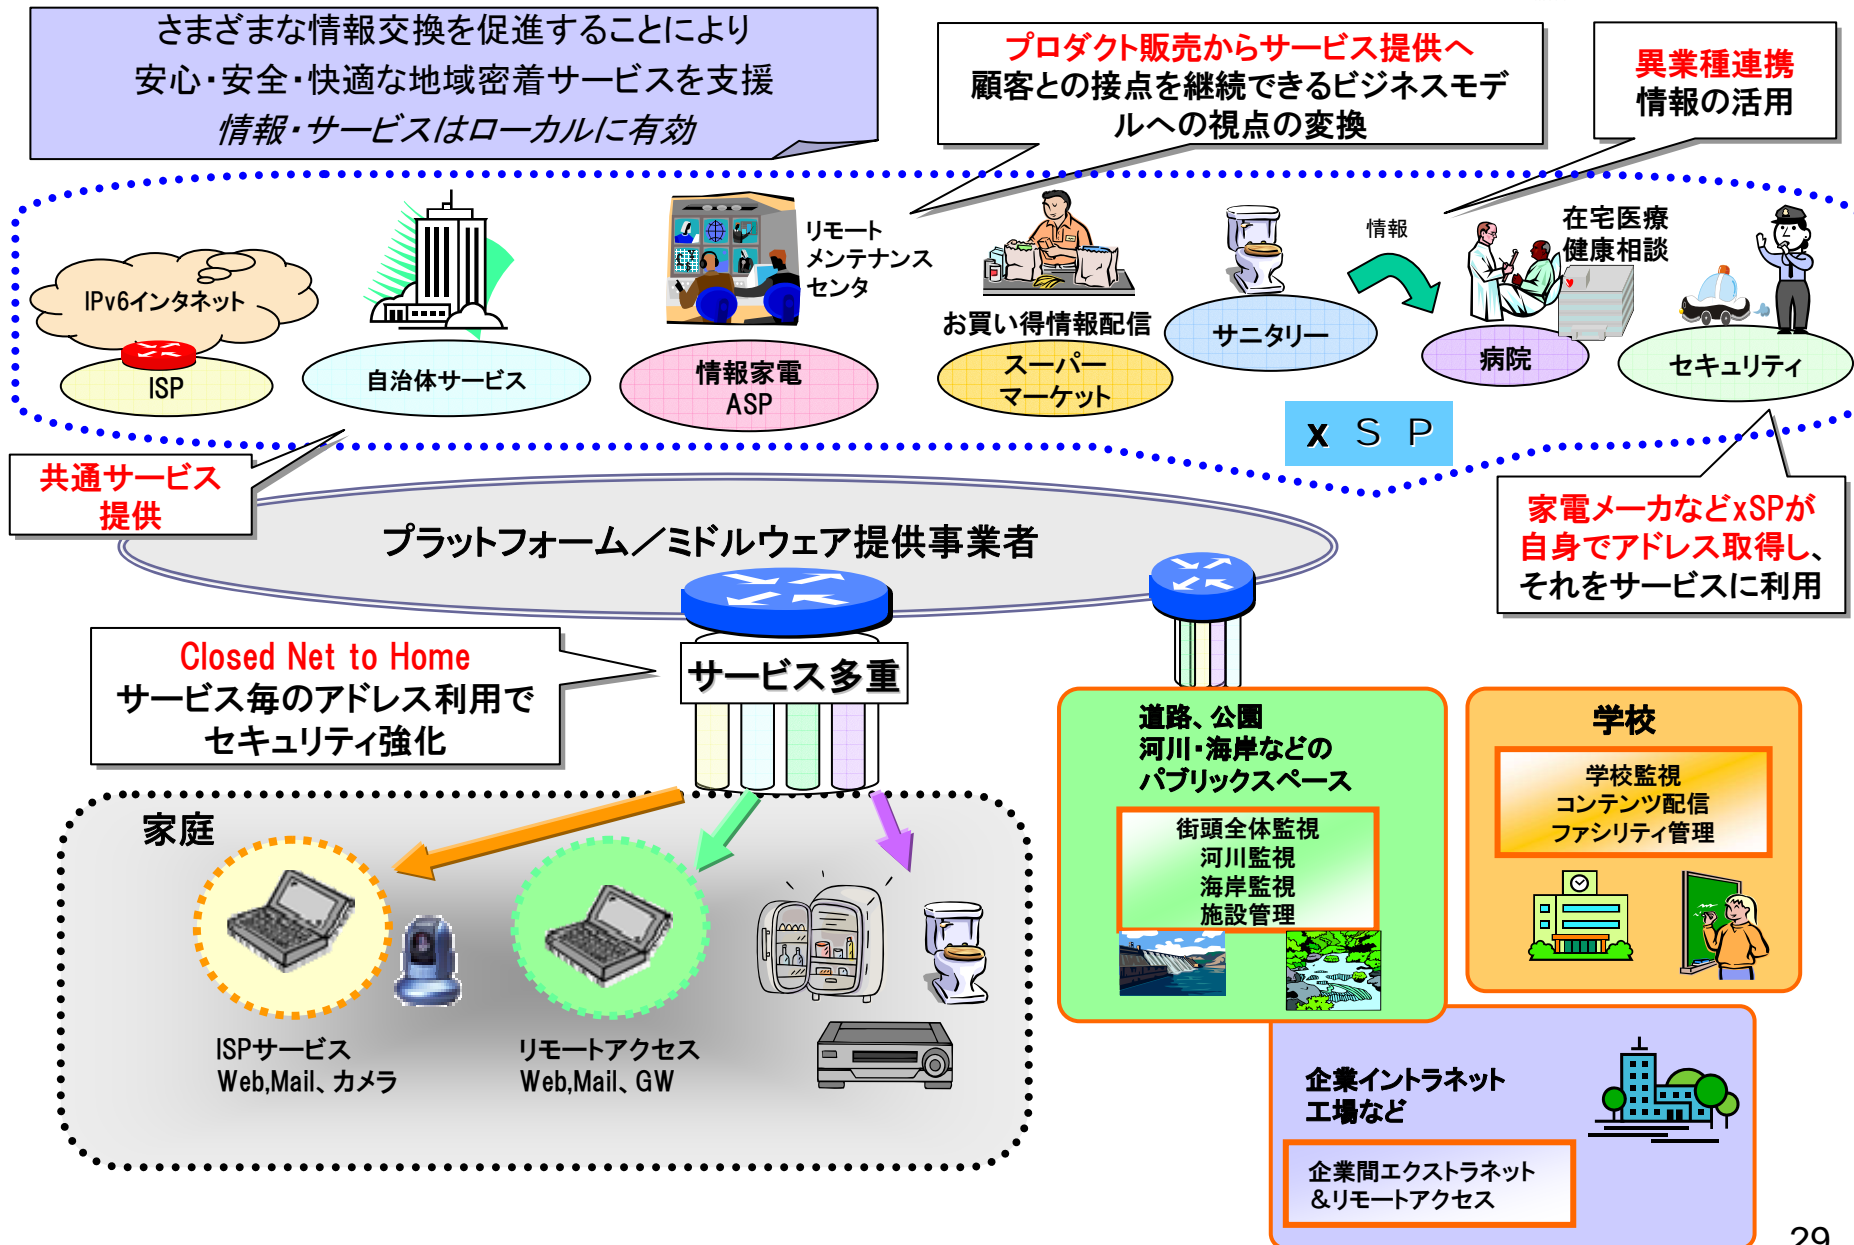 さまざまな情報交換を促進することにより
安心・安全・快適な地域密着サービスを支援
情報・サービスはローカルに有効
プロダクト販売からサービス提供へ
顧客との接点を継続できるビジネスモデ
ルへの視点の変換
異業種連携
情報の活用
IPv6インタネット
ISP
自治体サービス
リモート
メンテナンス
センタ
情報家電
ASP
お買い得情報配信
スーパー
マーケット
サニタリー
情報
在宅医療
健康相談
病院
セキュリティ
x S P
共通サービス
提供
プラットフォーム／ミドルウェア提供事業者
家電メーカなどxSPが
自身でアドレス取得し、
それをサービスに利用
Closed Net to Home
サービス毎のアドレス利用で
セキュリティ強化
サービス多重
家庭
ISPサービス
Web,Mail、カメラ
リモートアクセス
Web,Mail、GW
道路、公園
河川・海岸などの
パブリックスペース
街頭全体監視
河川監視
海岸監視
施設管理
学校
学校監視
コンテンツ配信
ファシリティ管理
企業イントラネット
工場など
企業間エクストラネット
＆リモートアクセス
29